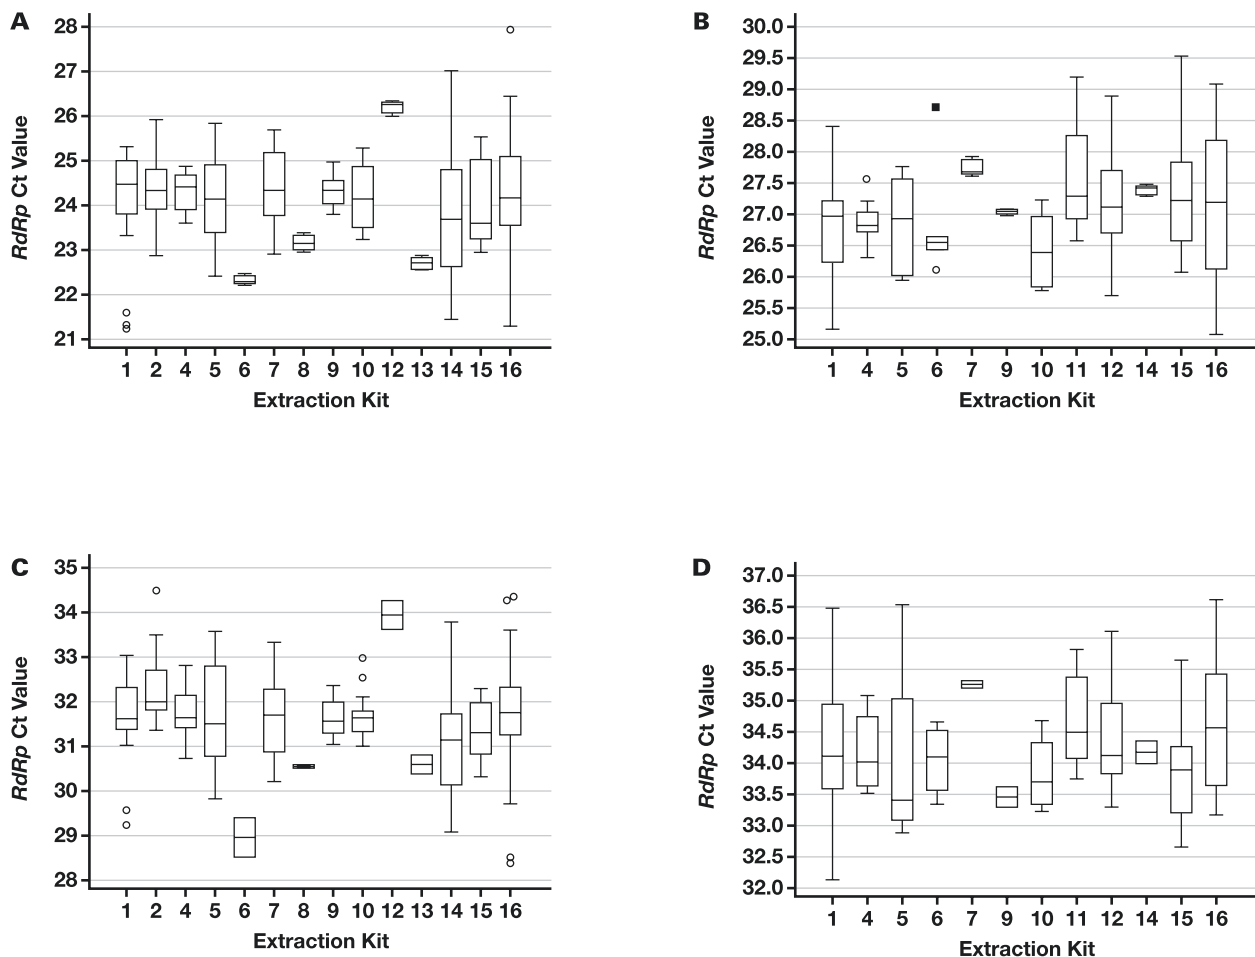 A
RdRp Ct Value
28
27
26
25
24
23
22
21
1 2 4 5 6 7 8 9 10 12 13 14 15 16
Extraction Kit
B
RdRp Ct Value
30.0
29.5
29.0
28.5
28.0
27.5
27.0
26.5
26.0
25.5
25.0
1 4 5 6 7 9 10 11 12 14 15 16
Extraction Kit
C
RdRp Ct Value
35
34
33
32
31
30
29
28
1 2 4 5 6 7 8 9 10 12 13 14 15 16
Extraction Kit
D
RdRp Ct Value
37.0
36.5
36.0
35.5
35.0
34.5
34.0
33.5
33.0
32.5
32.0
1 4 5 6 7 9 10 11 12 14 15 16
Extraction Kit